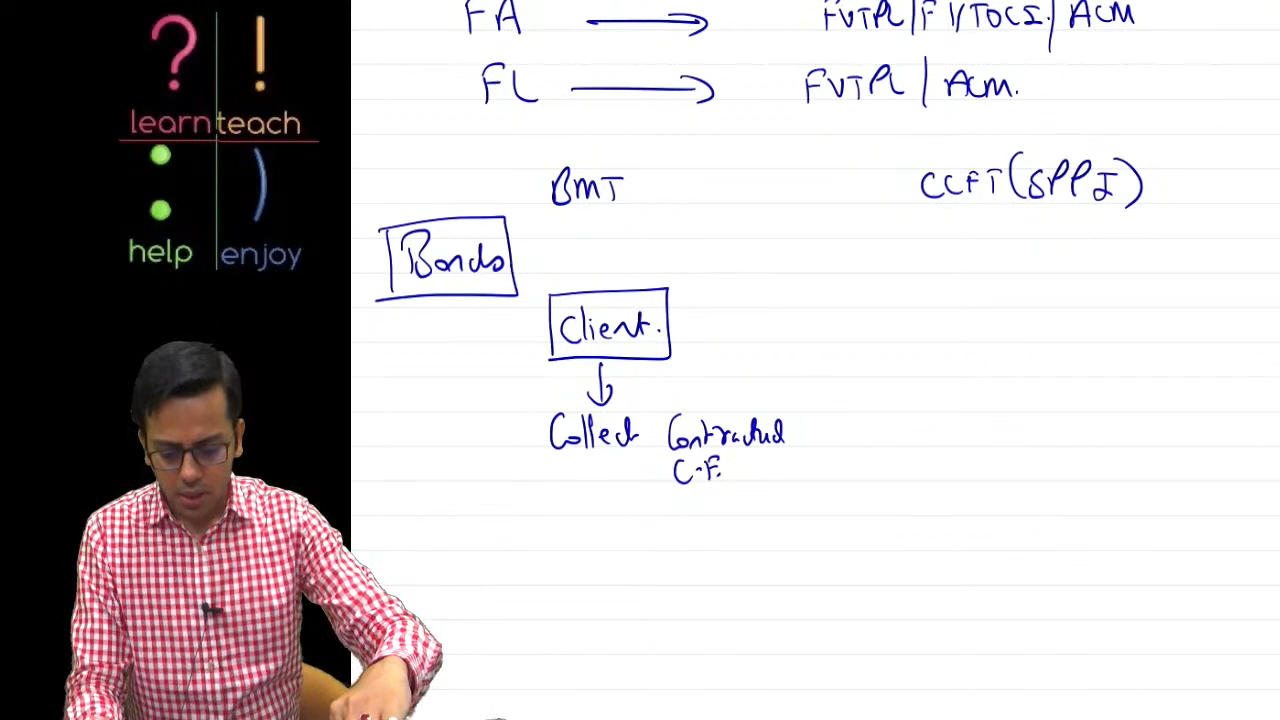 ? !
learn teach
: )
help enjoy
FA → FVTPL / FVTOCI / ACM
FL → FVTPL | ACM.
BMT CCFT (SPPI)
Bonds
Client.
↓
Collect Contracted
C.F.